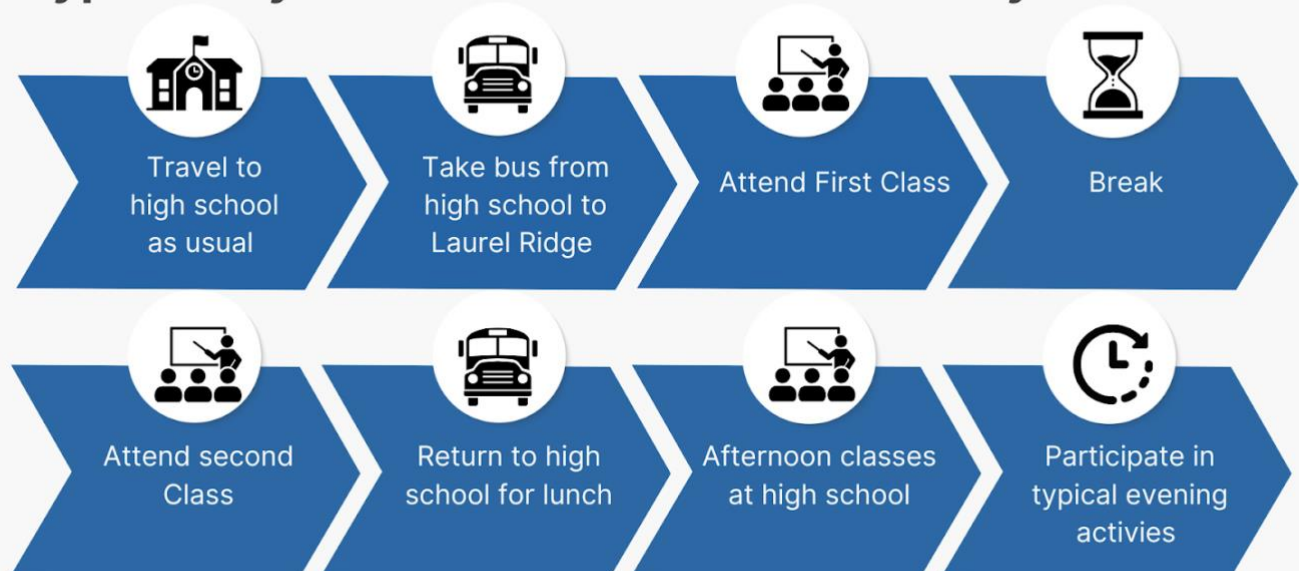 Travel to
high school
as usual
Take bus from
high school to
Laurel Ridge
Attend First Class
Break
Attend second
Class
Return to high
school for lunch
Afternoon classes
at high school
Participate in
typical evening
activies